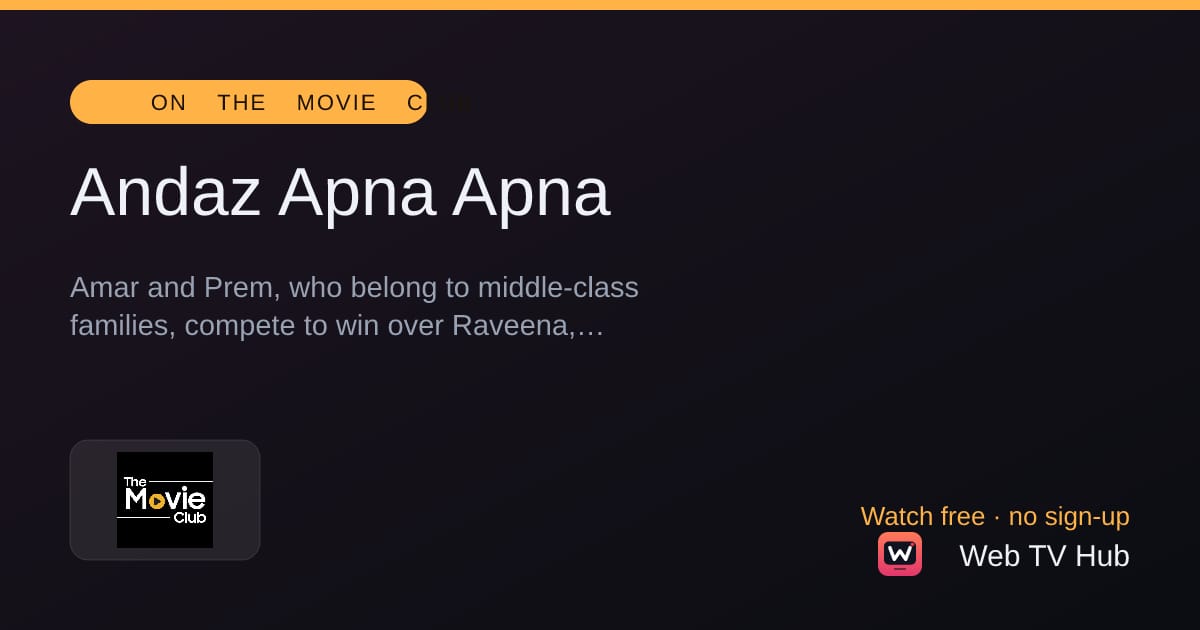 ON THE MOVIE C
Andaz Apna Apna
Amar and Prem, who belong to middle-class
families, compete to win over Raveena,…
The
Movie
Club
Watch free · no sign-up
Web TV Hub